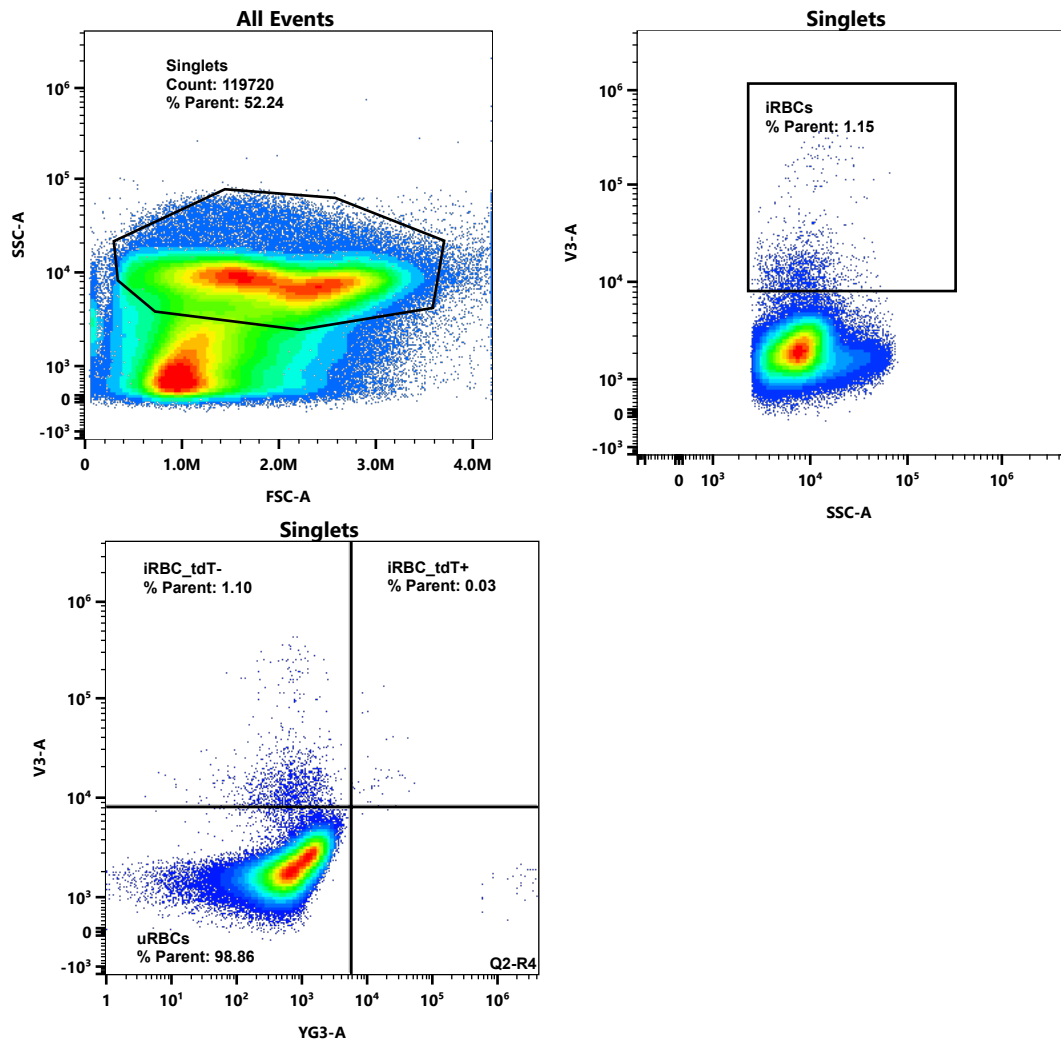 All Events
Singlets
Count: 119720
% Parent: 52.24
10⁶
10⁵
10⁴
10³
0
-10³
SSC-A
0
1.0M
2.0M
3.0M
4.0M
FSC-A
Singlets
iRBCs
% Parent: 1.15
10⁶
10⁵
10⁴
10³
0
-10³
V3-A
0
10³
10⁴
10⁵
10⁶
SSC-A
Singlets
iRBC_tdT-
% Parent: 1.10
iRBC_tdT+
% Parent: 0.03
10⁶
10⁵
10⁴
10³
0
-10³
V3-A
uRBCs
% Parent: 98.86
Q2-R4
1
10¹
10²
10³
10⁴
10⁵
10⁶
YG3-A